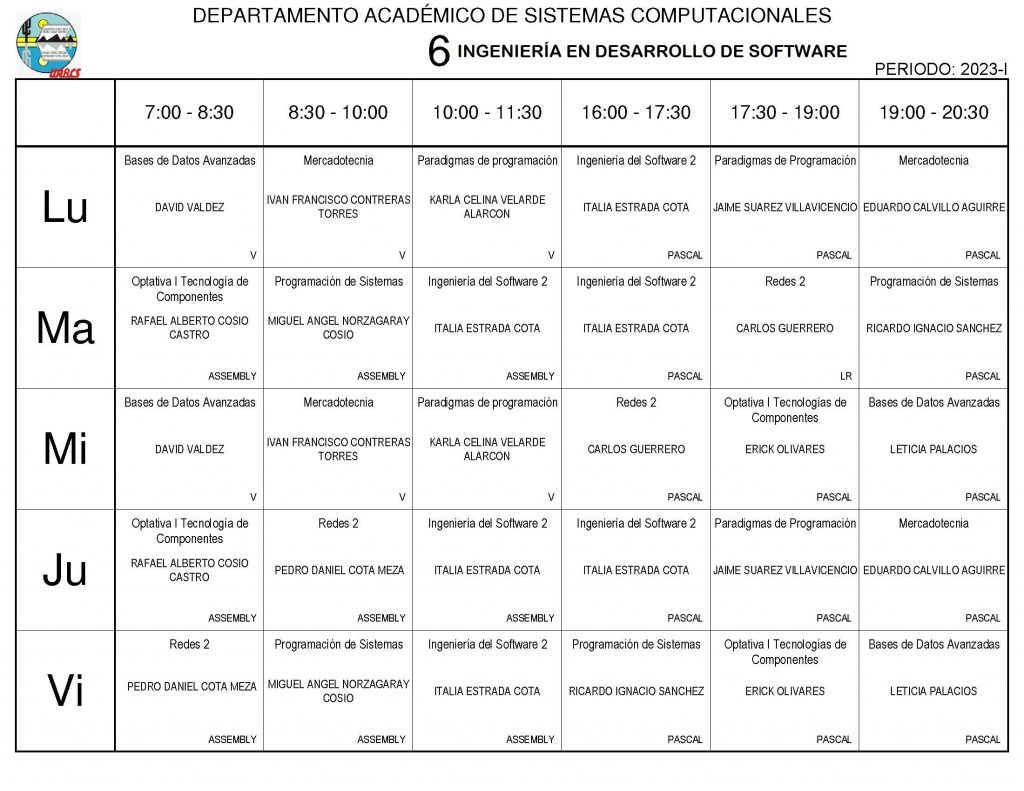 DEPARTAMENTO ACADÉMICO DE SISTEMAS COMPUTACIONALES
6 INGENIERÍA EN DESARROLLO DE SOFTWARE
UABCS
PERIODO: 2023-I
7:00 - 8:30
8:30 - 10:00
10:00 - 11:30
16:00 - 17:30
17:30 - 19:00
19:00 - 20:30
Lu
Bases de Datos Avanzadas
DAVID VALDEZ
V
Mercadotecnia
IVAN FRANCISCO CONTRERAS
TORRES
V
Paradigmas de programación
KARLA CELINA VELARDE
ALARCON
V
Ingeniería del Software 2
ITALIA ESTRADA COTA
PASCAL
Paradigmas de Programación
JAIME SUAREZ VILLAVICENCIO
PASCAL
Mercadotecnia
EDUARDO CALVILLO AGUIRRE
PASCAL
Ma
Optativa I Tecnología de
Componentes
RAFAEL ALBERTO COSIO
CASTRO
ASSEMBLY
Programación de Sistemas
MIGUEL ANGEL NORZAGARAY
COSIO
ASSEMBLY
Ingeniería del Software 2
ITALIA ESTRADA COTA
ASSEMBLY
Ingeniería del Software 2
ITALIA ESTRADA COTA
PASCAL
Redes 2
CARLOS GUERRERO
LR
Programación de Sistemas
RICARDO IGNACIO SANCHEZ
PASCAL
Mi
Bases de Datos Avanzadas
DAVID VALDEZ
V
Mercadotecnia
IVAN FRANCISCO CONTRERAS
TORRES
V
Paradigmas de programación
KARLA CELINA VELARDE
ALARCON
V
Redes 2
CARLOS GUERRERO
PASCAL
Optativa I Tecnologías de
Componentes
ERICK OLIVARES
PASCAL
Bases de Datos Avanzadas
LETICIA PALACIOS
PASCAL
Ju
Optativa I Tecnología de
Componentes
RAFAEL ALBERTO COSIO
CASTRO
ASSEMBLY
Redes 2
PEDRO DANIEL COTA MEZA
ASSEMBLY
Ingeniería del Software 2
ITALIA ESTRADA COTA
ASSEMBLY
Ingeniería del Software 2
ITALIA ESTRADA COTA
PASCAL
Paradigmas de Programación
JAIME SUAREZ VILLAVICENCIO
PASCAL
Mercadotecnia
EDUARDO CALVILLO AGUIRRE
PASCAL
Vi
Redes 2
PEDRO DANIEL COTA MEZA
ASSEMBLY
Programación de Sistemas
MIGUEL ANGEL NORZAGARAY
COSIO
ASSEMBLY
Ingeniería del Software 2
ITALIA ESTRADA COTA
ASSEMBLY
Programación de Sistemas
RICARDO IGNACIO SANCHEZ
PASCAL
Optativa I Tecnologías de
Componentes
ERICK OLIVARES
PASCAL
Bases de Datos Avanzadas
LETICIA PALACIOS
PASCAL